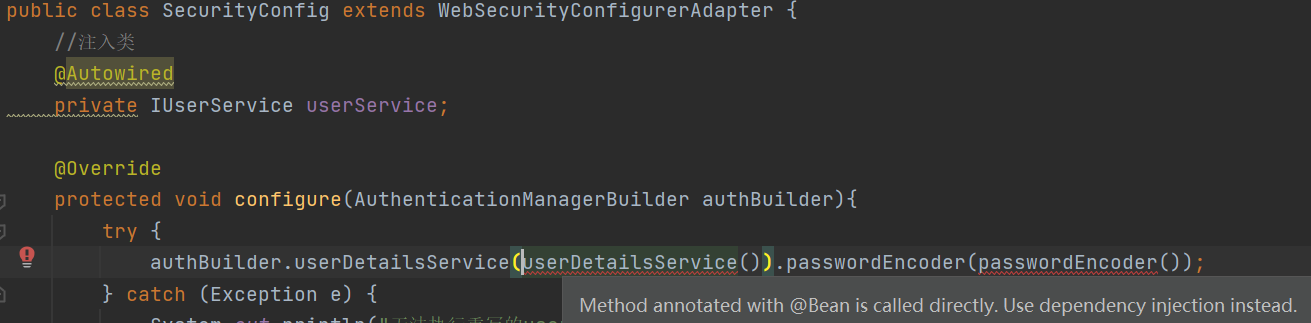 public class SecurityConfig extends WebSecurityConfigurerAdapter {
//注入类
@Autowired
private IUserService userService;
@Override
protected void configure(AuthenticationManagerBuilder authBuilder){
try {
authBuilder.userDetailsService(userDetailsService()).passwordEncoder(passwordEncoder());
} catch (Exception e) {
Method annotated with @Bean is called directly. Use dependency injection instead.